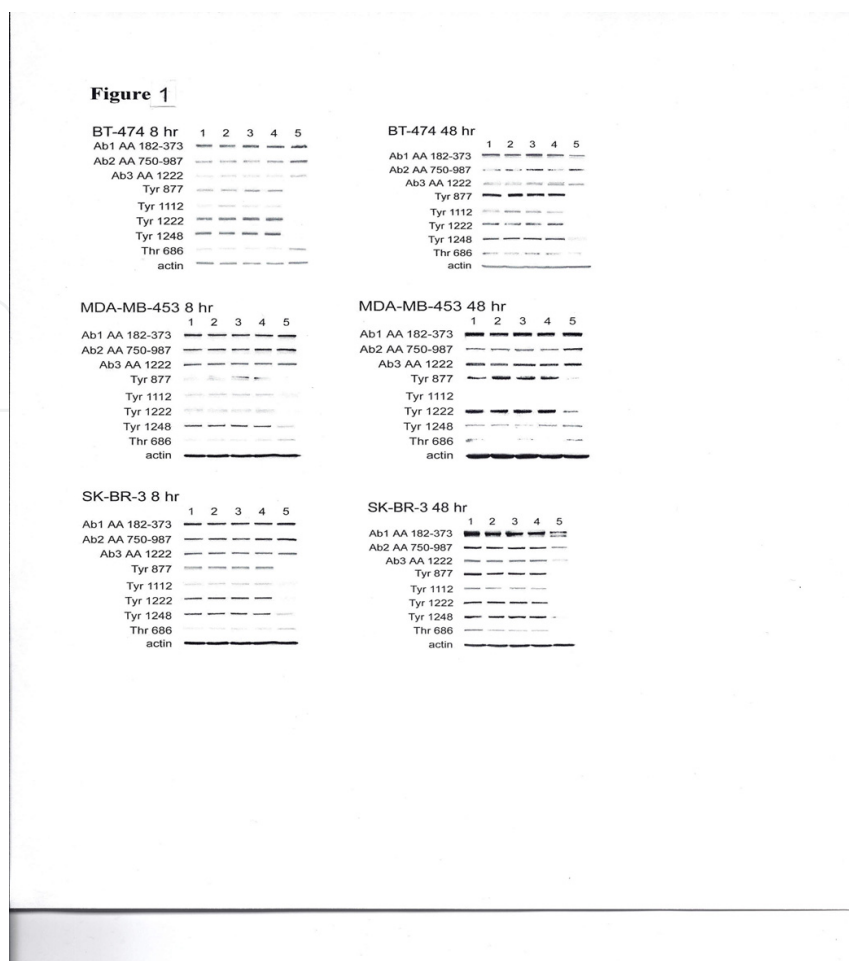 Figure 1
BT-474 8 hr
1 2 3 4 5
Ab1 AA 182-373
Ab2 AA 750-987
Ab3 AA 1222
Tyr 877
Tyr 1112
Tyr 1222
Tyr 1248
Thr 686
actin
BT-474 48 hr
1 2 3 4 5
Ab1 AA 182-373
Ab2 AA 750-987
Ab3 AA 1222
Tyr 877
Tyr 1112
Tyr 1222
Tyr 1248
Thr 686
actin
MDA-MB-453 8 hr
1 2 3 4 5
Ab1 AA 182-373
Ab2 AA 750-987
Ab3 AA 1222
Tyr 877
Tyr 1112
Tyr 1222
Tyr 1248
Thr 686
actin
MDA-MB-453 48 hr
1 2 3 4 5
Ab1 AA 182-373
Ab2 AA 750-987
Ab3 AA 1222
Tyr 877
Tyr 1112
Tyr 1222
Tyr 1248
Thr 686
actin
SK-BR-3 8 hr
1 2 3 4 5
Ab1 AA 182-373
Ab2 AA 750-987
Ab3 AA 1222
Tyr 877
Tyr 1112
Tyr 1222
Tyr 1248
Thr 686
actin
SK-BR-3 48 hr
1 2 3 4 5
Ab1 AA 182-373
Ab2 AA 750-987
Ab3 AA 1222
Tyr 877
Tyr 1112
Tyr 1222
Tyr 1248
Thr 686
actin